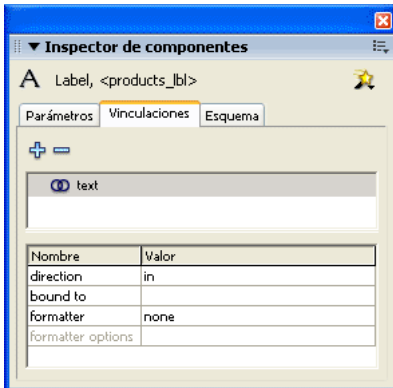 Inspector de componentes
A Label, <products_lbl>
Parámetros Vinculaciones Esquema
text
Nombre Valor
direction in
bound to
formatter none
formatter options